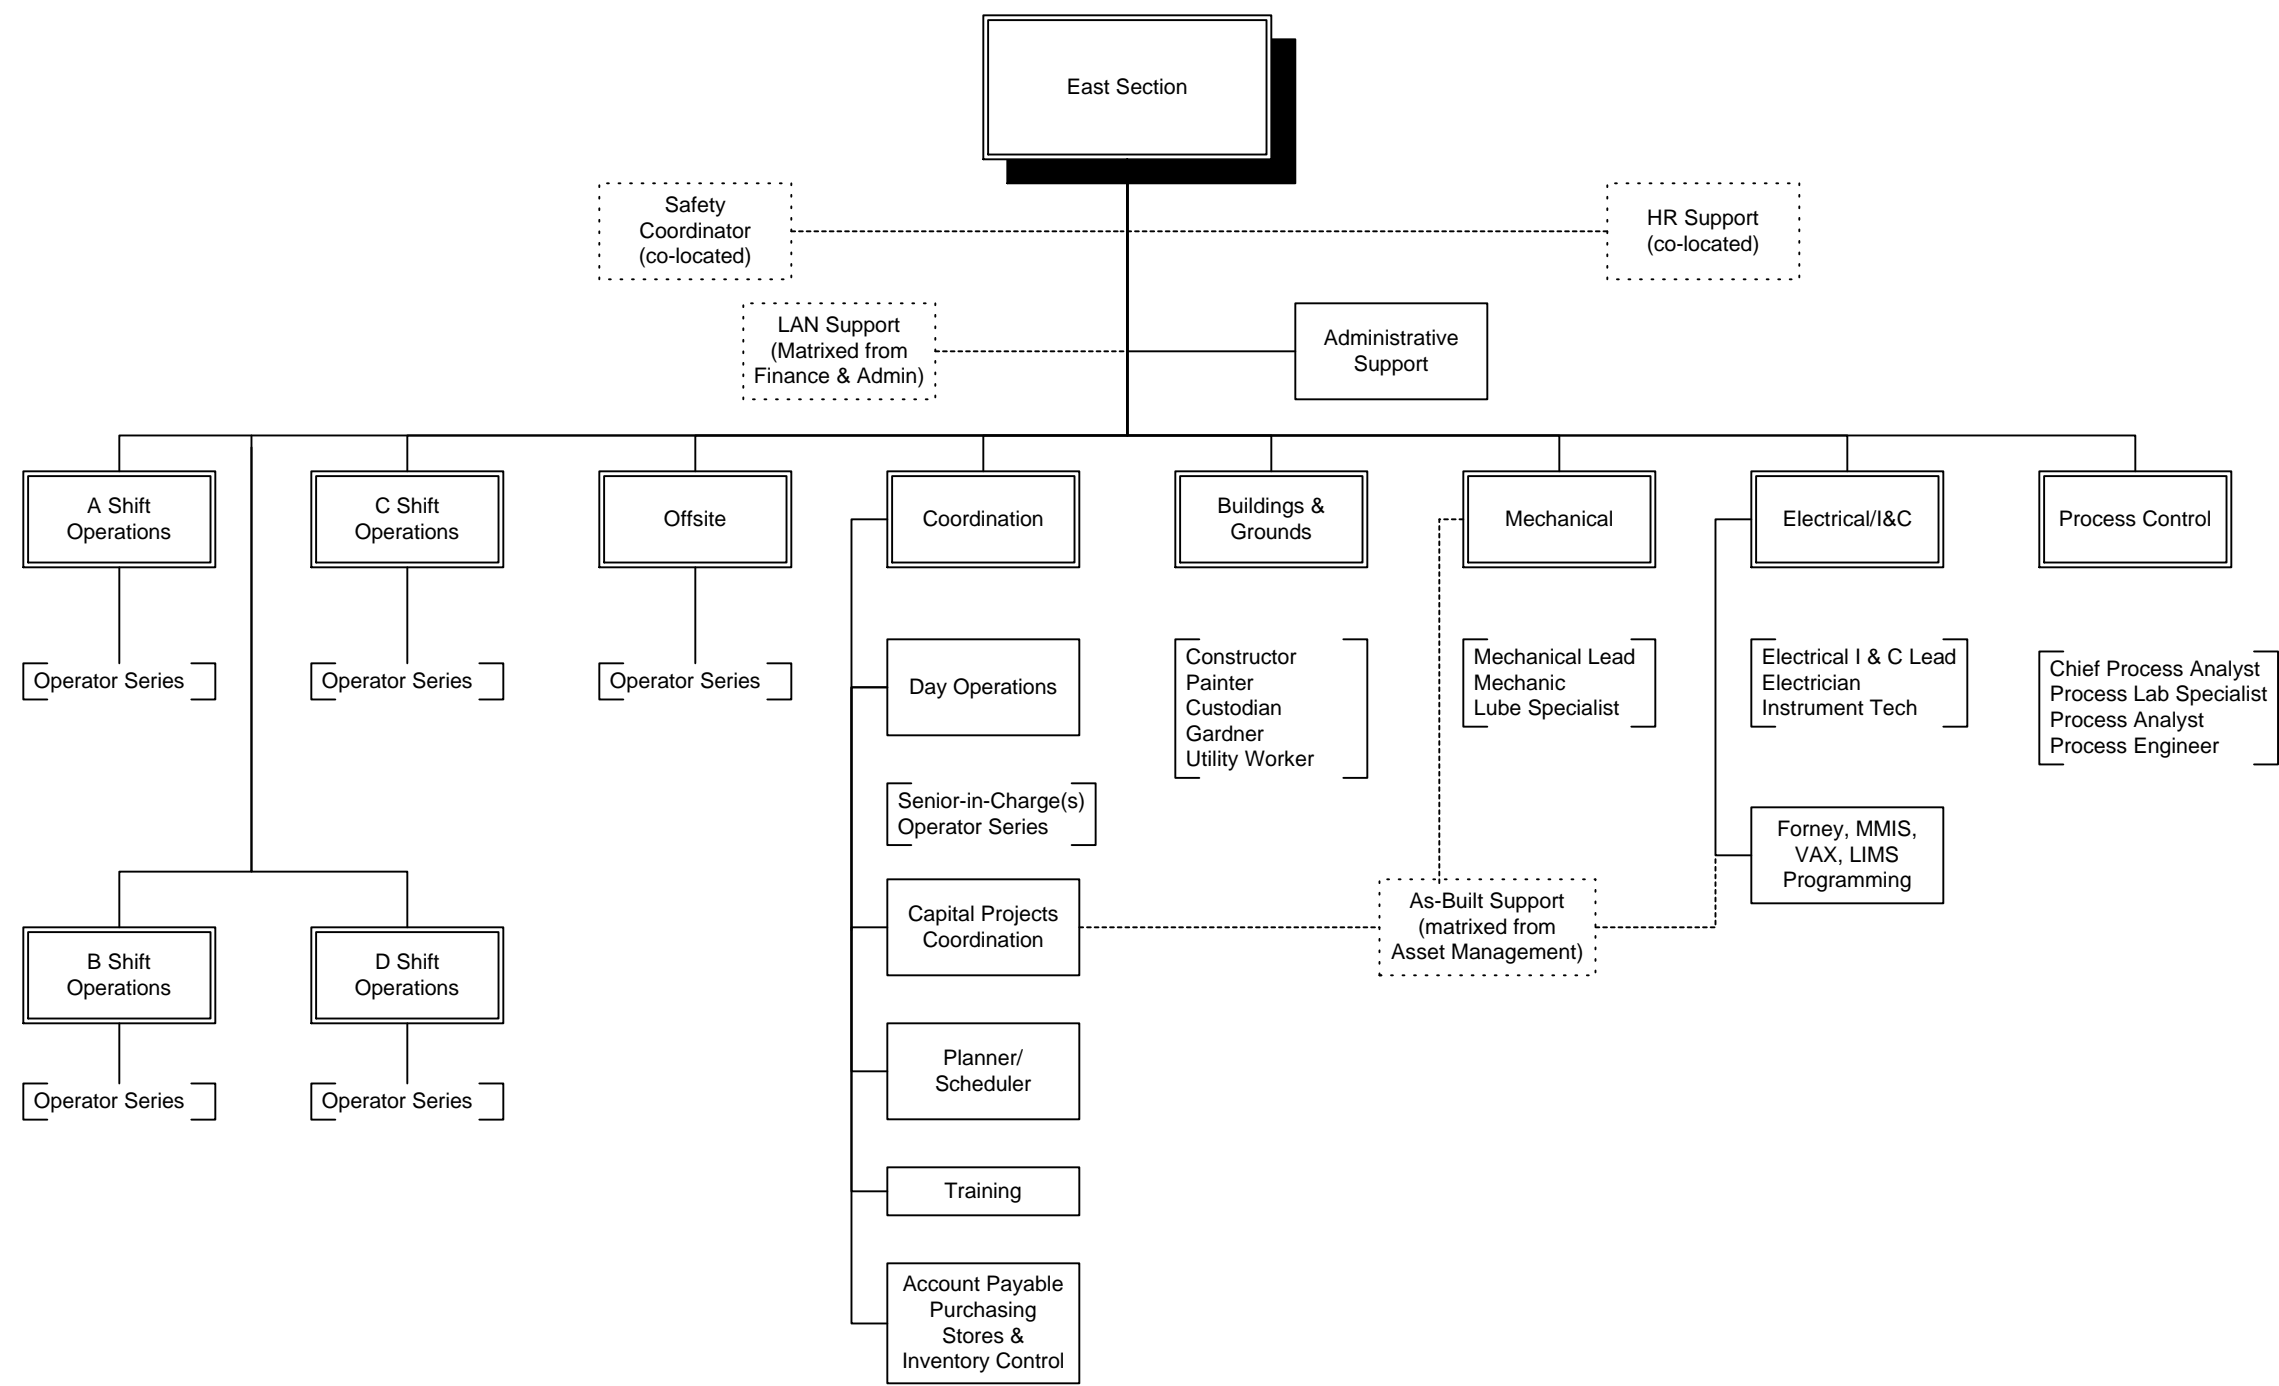 East Section
Safety
Coordinator
(co-located)
HR Support
(co-located)
LAN Support
(Matrixed from
Finance & Admin)
Administrative
Support
A Shift
Operations
C Shift
Operations
Offsite
Coordination
Buildings &
Grounds
Mechanical
Electrical/I&C
Process Control
Operator Series
Operator Series
Operator Series
Day Operations
Constructor
Painter
Custodian
Gardner
Utility Worker
Mechanical Lead
Mechanic
Lube Specialist
Electrical I & C Lead
Electrician
Instrument Tech
Chief Process Analyst
Process Lab Specialist
Process Analyst
Process Engineer
Senior-in-Charge(s)
Operator Series
Forney, MMIS,
VAX, LIMS
Programming
Capital Projects
Coordination
As-Built Support
(matrixed from
Asset Management)
B Shift
Operations
D Shift
Operations
Planner/
Scheduler
Operator Series
Operator Series
Training
Account Payable
Purchasing
Stores &
Inventory Control